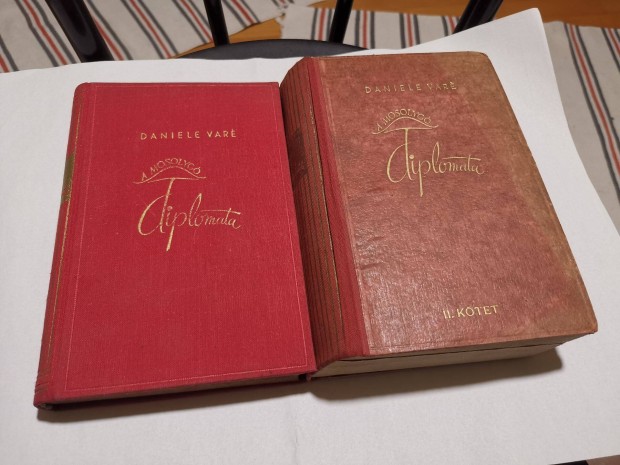 DANIELE VARÈ
A MOSOLYGÓ
Diplomata
DANIELE VARÈ
A MOSOLYGÓ
Diplomata
II. KÖTET